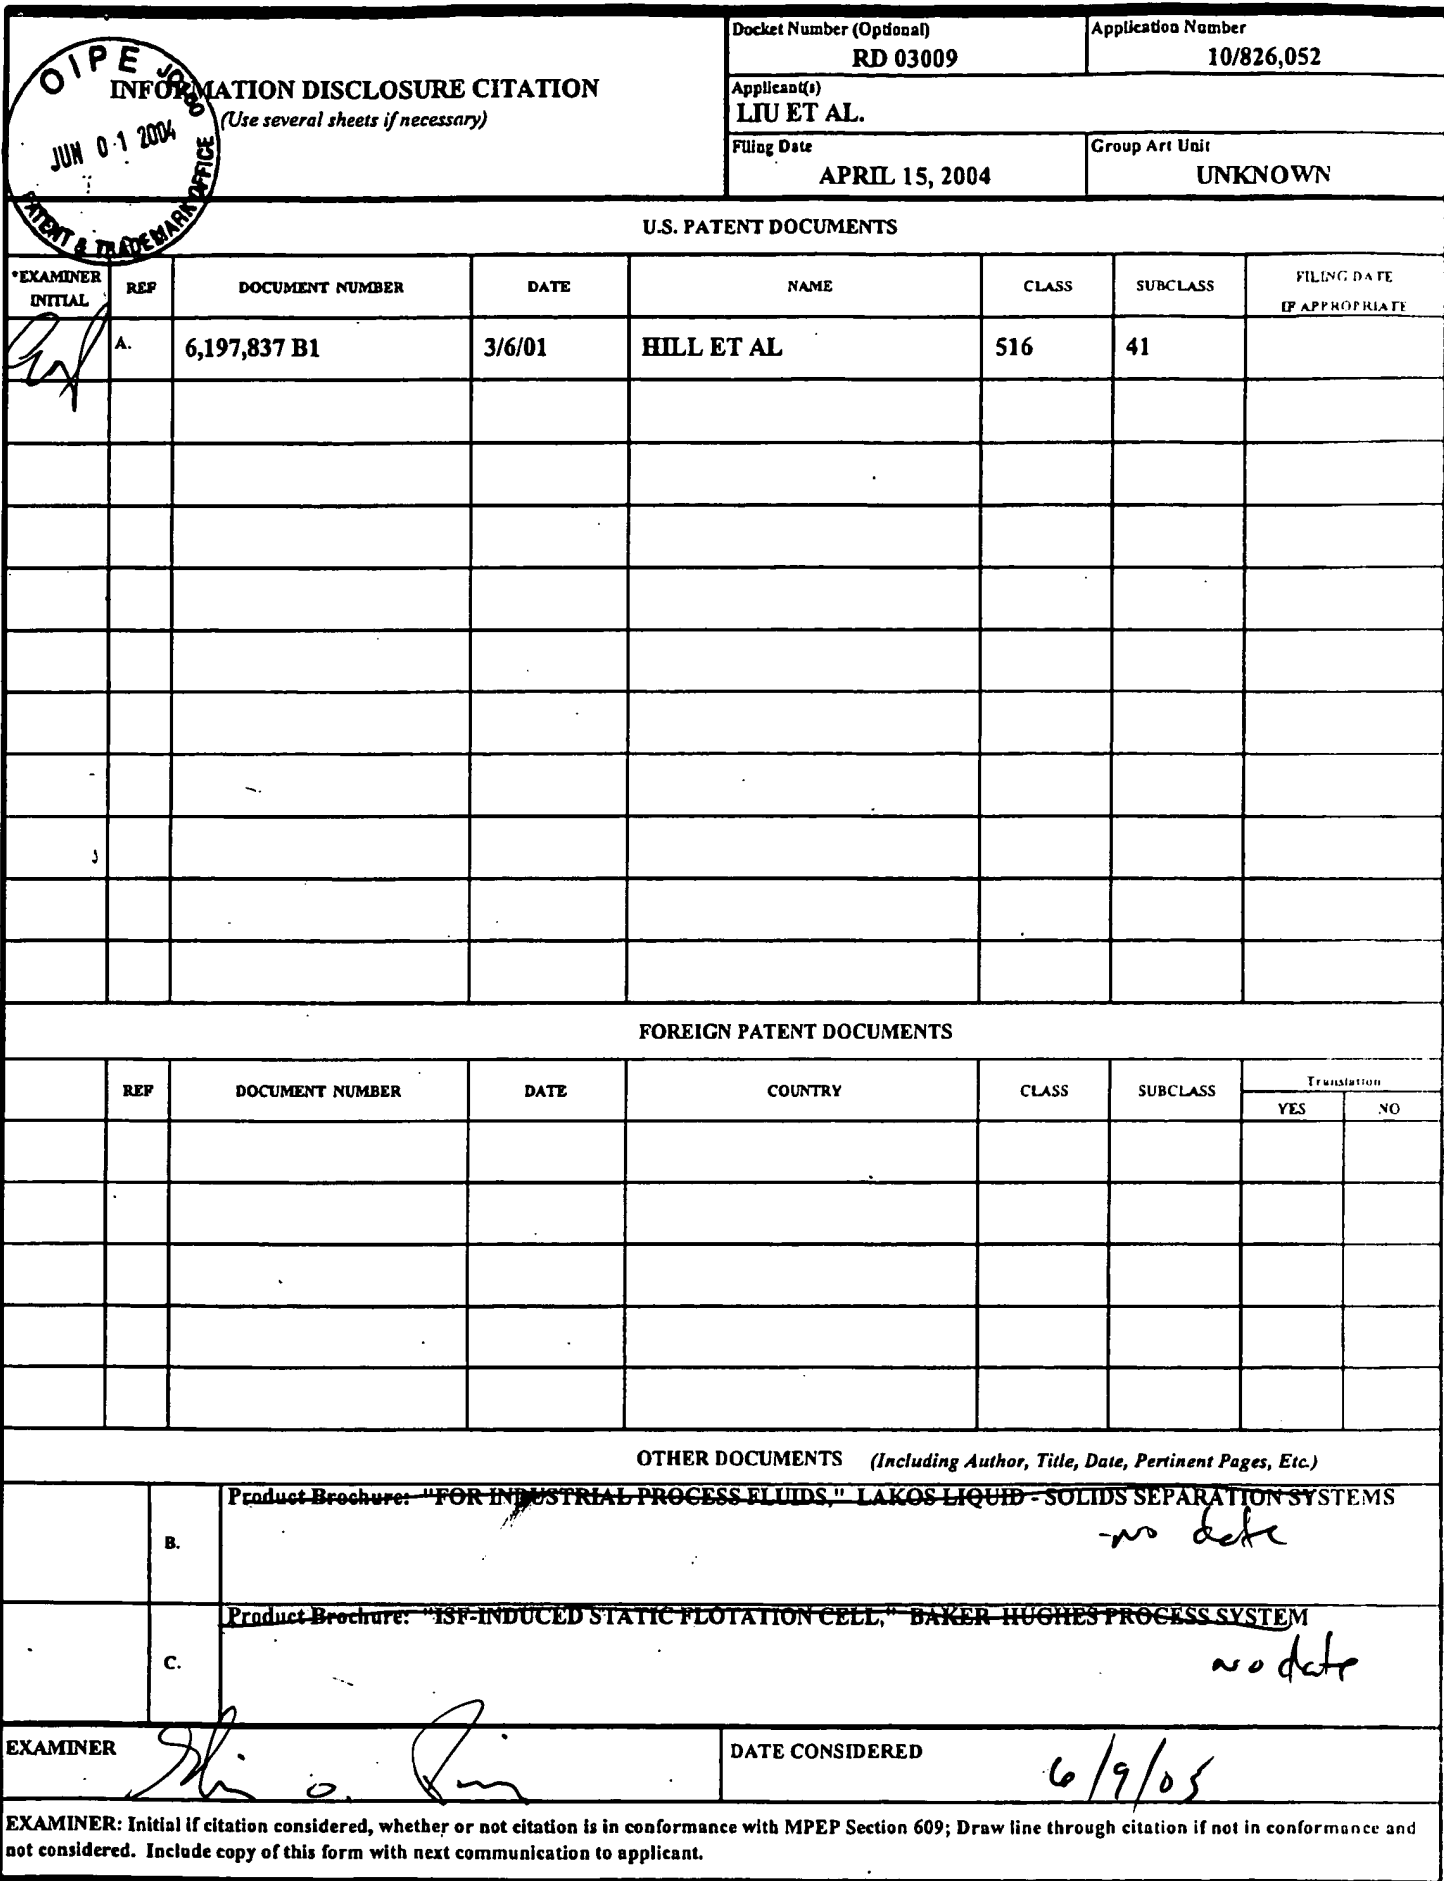 Docket Number (Optional)
RD 03009
Application Number
10/826,052
OIPE
JUN 0 1 2004
PATENT & TRADEMARK OFFICE
INFORMATION DISCLOSURE CITATION
(Use several sheets if necessary)
Applicant(s)
LIU ET AL.
Filing Date
APRIL 15, 2004
Group Art Unit
UNKNOWN
U.S. PATENT DOCUMENTS
*EXAMINER INITIAL REF DOCUMENT NUMBER DATE NAME CLASS SUBCLASS FILING DATE IF APPROPRIATE
A. 6,197,837 B1 3/6/01 HILL ET AL 516 41
FOREIGN PATENT DOCUMENTS
REF DOCUMENT NUMBER DATE COUNTRY CLASS SUBCLASS Translation
YES NO
OTHER DOCUMENTS (Including Author, Title, Date, Pertinent Pages, Etc.)
B. Product Brochure: "FOR INDUSTRIAL PROCESS FLUIDS," LAKOS LIQUID - SOLIDS SEPARATION SYSTEMS
-no date
C. Product Brochure: "ISF-INDUCED STATIC FLOTATION CELL," BAKER HUGHES PROCESS SYSTEM
no date
EXAMINER
DATE CONSIDERED
6/9/05
EXAMINER: Initial if citation considered, whether or not citation is in conformance with MPEP Section 609; Draw line through citation if not in conformance and
not considered. Include copy of this form with next communication to applicant.